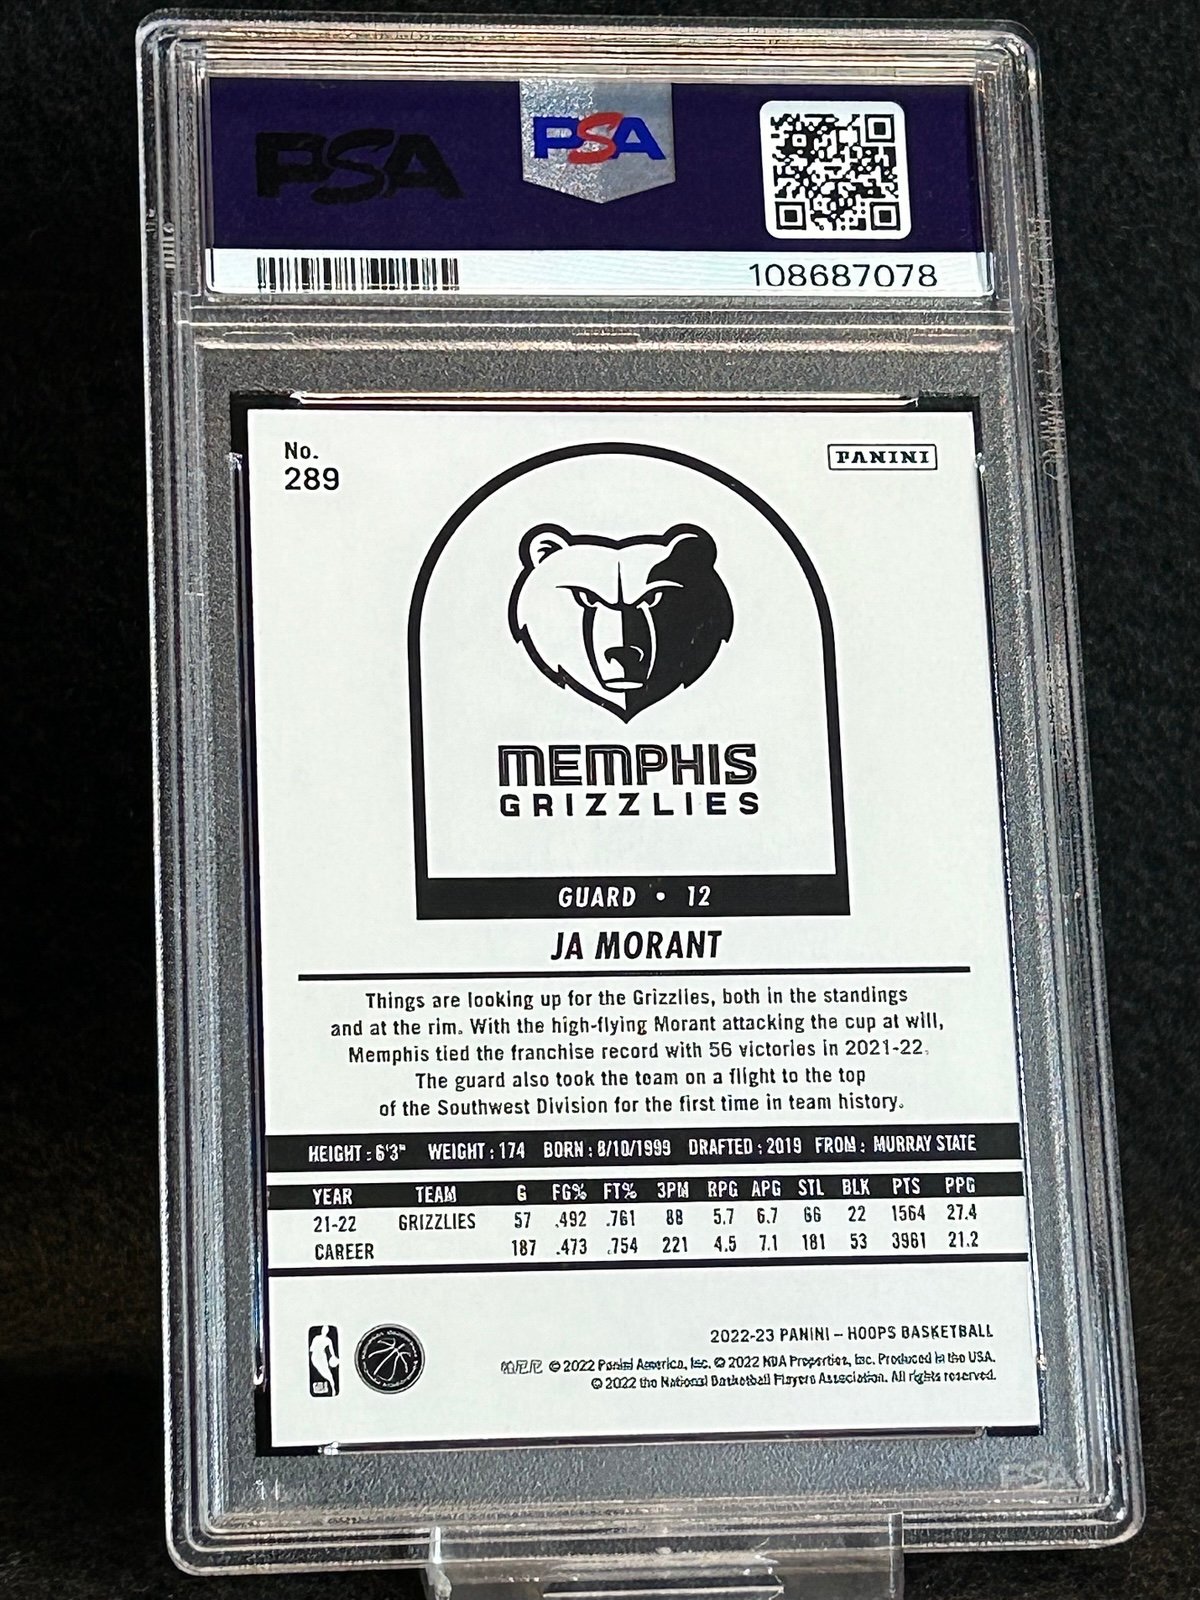 PSA
PSA
108687078
No.
289
PANINI
MEMPHIS
GRIZZLIES
GUARD • 12
JA MORANT
Things are looking up for the Grizzlies, both in the standings
and at the rim. With the high-flying Morant attacking the cup at will,
Memphis tied the franchise record with 56 victories in 2021-22.
The guard also took the team on a flight to the top
of the Southwest Division for the first time in team history.
HEIGHT : 6'3" WEIGHT : 174 BORN : 8/10/1999 DRAFTED : 2019 FROM : MURRAY STATE
YEAR TEAM G FG% FT% 3PM RPG APG STL BLK PTS PPG
21-22 GRIZZLIES 57 .492 .761 88 5.7 6.7 66 22 1564 27.4
CAREER 187 .473 .754 221 4.5 7.1 181 53 3961 21.2
2022-23 PANINI – HOOPS BASKETBALL
帕尼尼 © 2022 Panini America, Inc. © 2022 NBA Properties, Inc. Produced in the USA.
© 2022 the National Basketball Players Association. All rights reserved.
PSA